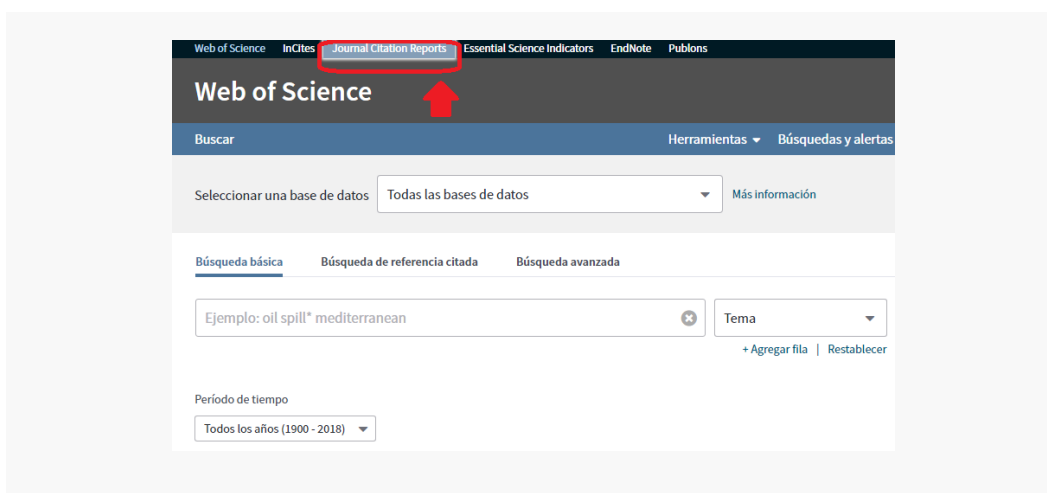 Web of Science InCites Journal Citation Reports Essential Science Indicators EndNote Publons
Web of Science
Buscar Herramientas Búsquedas y alertas
Seleccionar una base de datos Todas las bases de datos Más información
Búsqueda básica Búsqueda de referencia citada Búsqueda avanzada
Ejemplo: oil spill* mediterranean Tema
+ Agregar fila | Restablecer
Período de tiempo
Todos los años (1900 - 2018)